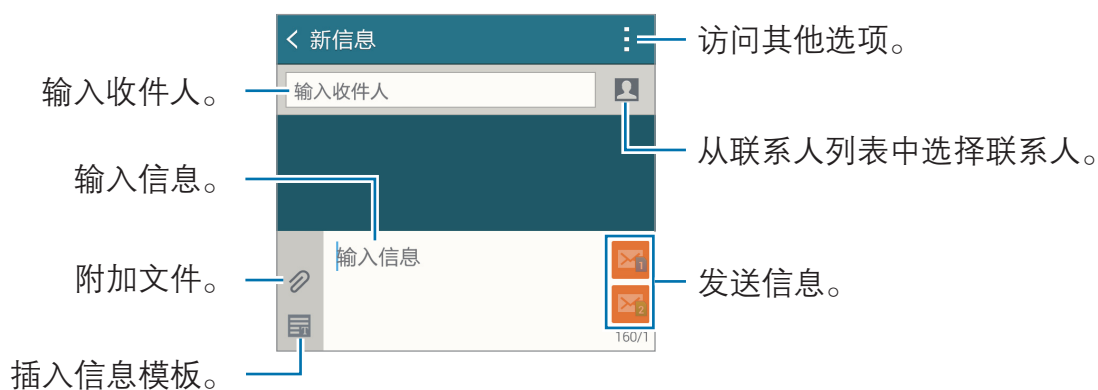 新信息
访问其他选项。
输入收件人。
输入收件人
从联系人列表中选择联系人。
输入信息。
输入信息
1
附加文件。
发送信息。
2
160/1
插入信息模板。